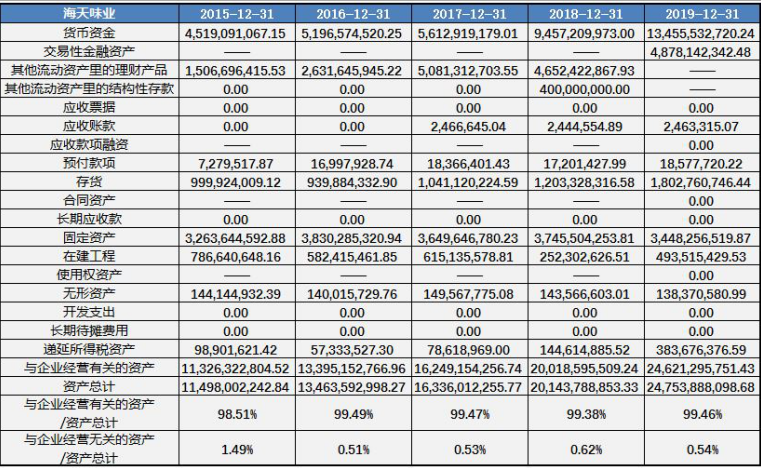 海天味业 2015-12-31 2016-12-31 2017-12-31 2018-12-31 2019-12-31
货币资金 4,519,091,067.15 5,196,574,520.25 5,612,919,179.01 9,457,209,973.00 13,455,532,720.24
交易性金融资产 —— —— —— —— 4,878,142,342.48
其他流动资产里的理财产品 1,506,696,415.53 2,631,645,945.22 5,081,312,703.55 4,652,422,867.93 ——
其他流动资产里的结构性存款 0.00 0.00 0.00 400,000,000.00 ——
应收票据 0.00 0.00 0.00 0.00 0.00
应收账款 0.00 0.00 2,466,645.04 2,444,554.89 2,463,315.07
应收款项融资 —— —— —— —— 0.00
预付款项 7,279,517.87 16,997,928.74 18,366,401.43 17,201,427.99 18,577,720.22
存货 999,924,009.12 939,884,332.90 1,041,120,224.59 1,203,328,316.58 1,802,760,746.44
合同资产 —— —— —— —— 0.00
长期应收款 0.00 0.00 0.00 0.00 0.00
固定资产 3,263,644,592.88 3,830,285,320.94 3,649,646,780.23 3,745,504,253.81 3,448,256,519.87
在建工程 786,640,648.16 582,415,461.85 615,135,578.81 252,302,626.51 493,515,429.53
使用权资产 —— —— —— —— 0.00
无形资产 144,144,932.39 140,015,729.76 149,567,775.08 143,566,603.01 138,370,580.99
开发支出 0.00 0.00 0.00 0.00 0.00
长期待摊费用 0.00 0.00 0.00 0.00 0.00
递延所得税资产 98,901,621.42 57,333,527.30 78,618,969.00 144,614,885.52 383,676,376.59
与企业经营有关的资产 11,326,322,804.52 13,395,152,766.96 16,249,154,256.74 20,018,595,509.24 24,621,295,751.43
资产总计 11,498,002,242.84 13,463,592,998.27 16,336,012,255.77 20,143,788,853.33 24,753,888,098.68
与企业经营有关的资产
/资产总计 98.51% 99.49% 99.47% 99.38% 99.46%
与企业经营无关的资产
/资产总计 1.49% 0.51% 0.53% 0.62% 0.54%